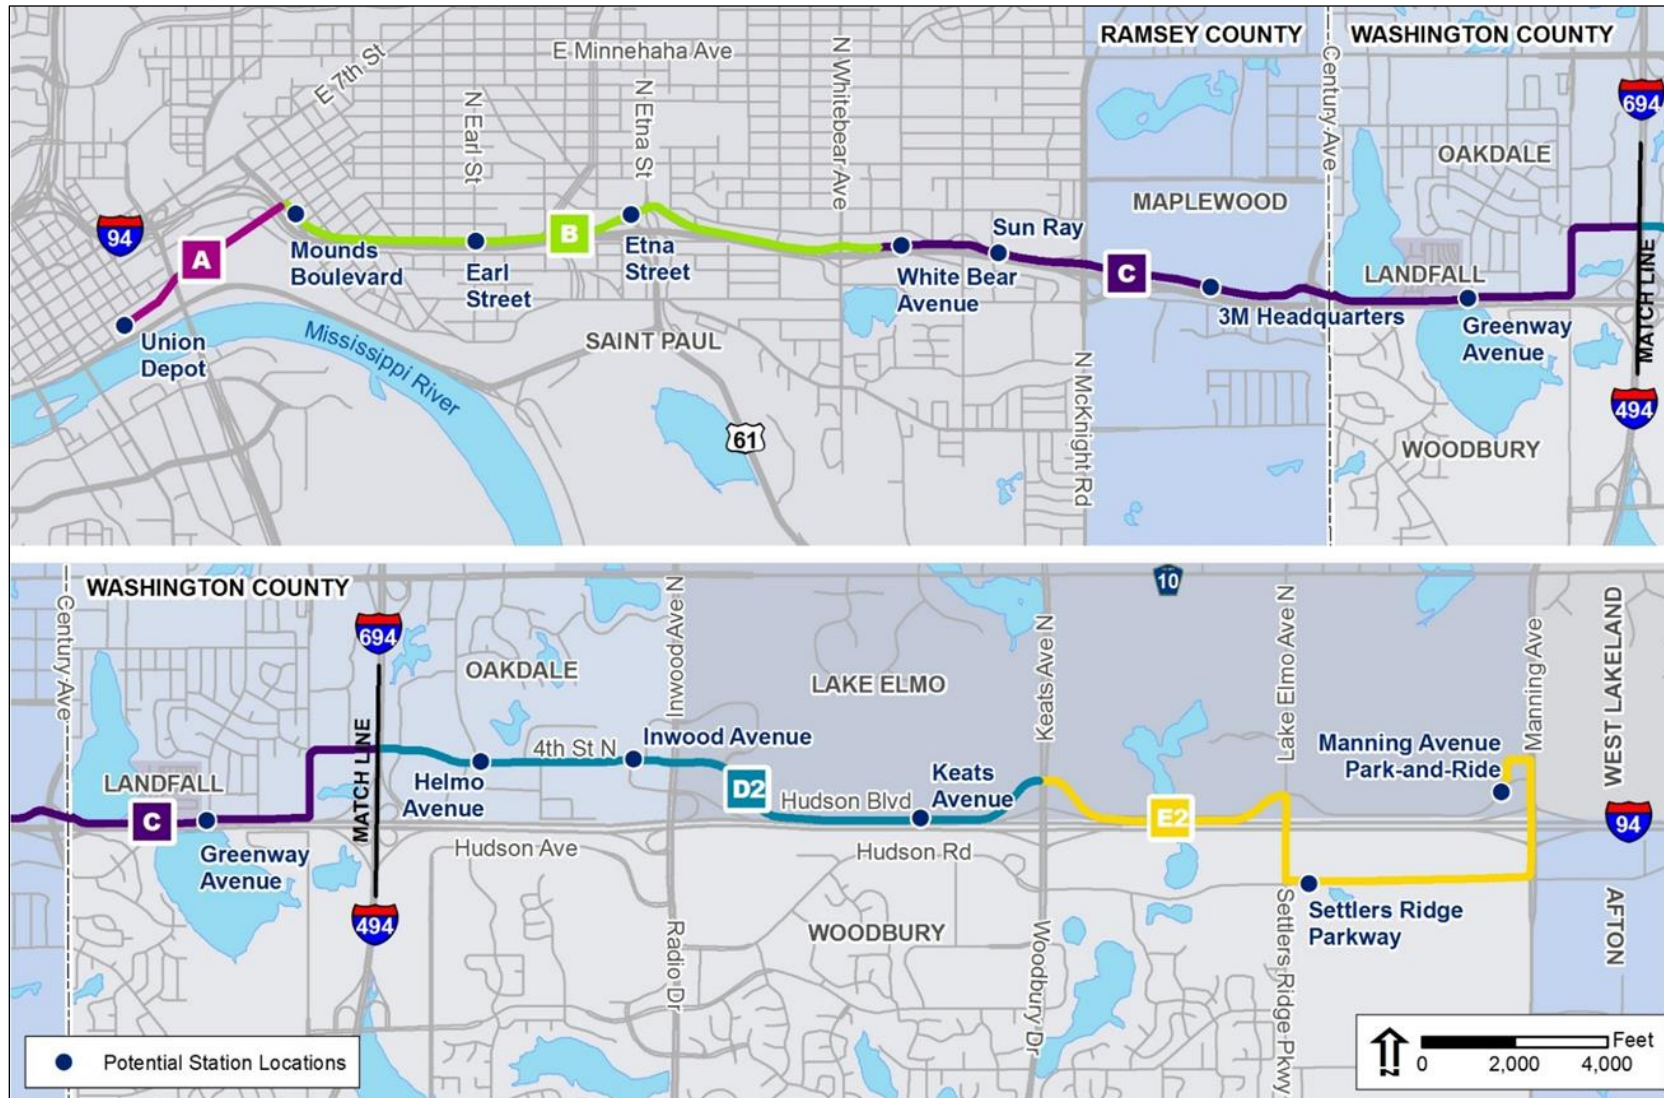 RAMSEY COUNTY
WASHINGTON COUNTY
E 7th St
E Minnehaha Ave
N Earl St
N Etna St
N Whitebear Ave
Century Ave
694
OAKDALE
MAPLEWOOD
94
A
Mounds
Boulevard
B
Earl
Street
Etna
Street
White Bear
Avenue
Sun Ray
C
3M Headquarters
LANDFALL
Greenway
Avenue
MATCH LINE
Union
Depot
Mississippi River
SAINT PAUL
61
N McKnight Rd
WOODBURY
494
WASHINGTON COUNTY
Century Ave
694
OAKDALE
Inwood Ave N
LAKE ELMO
Keats Ave N
10
Lake Elmo Ave N
Manning Ave
WEST LAKELAND
LANDFALL
C
Greenway
Avenue
MATCH LINE
494
Helmo
Avenue
4th St N
Inwood Avenue
D2
Hudson Blvd
Keats
Avenue
E2
Manning Avenue
Park-and-Ride
94
Hudson Ave
Hudson Rd
Settlers Ridge
Parkway
AFTON
WOODBURY
Radio Dr
Woodbury Dr
Settlers Ridge Pkwy
Potential Station Locations
N
Feet
0 2,000 4,000